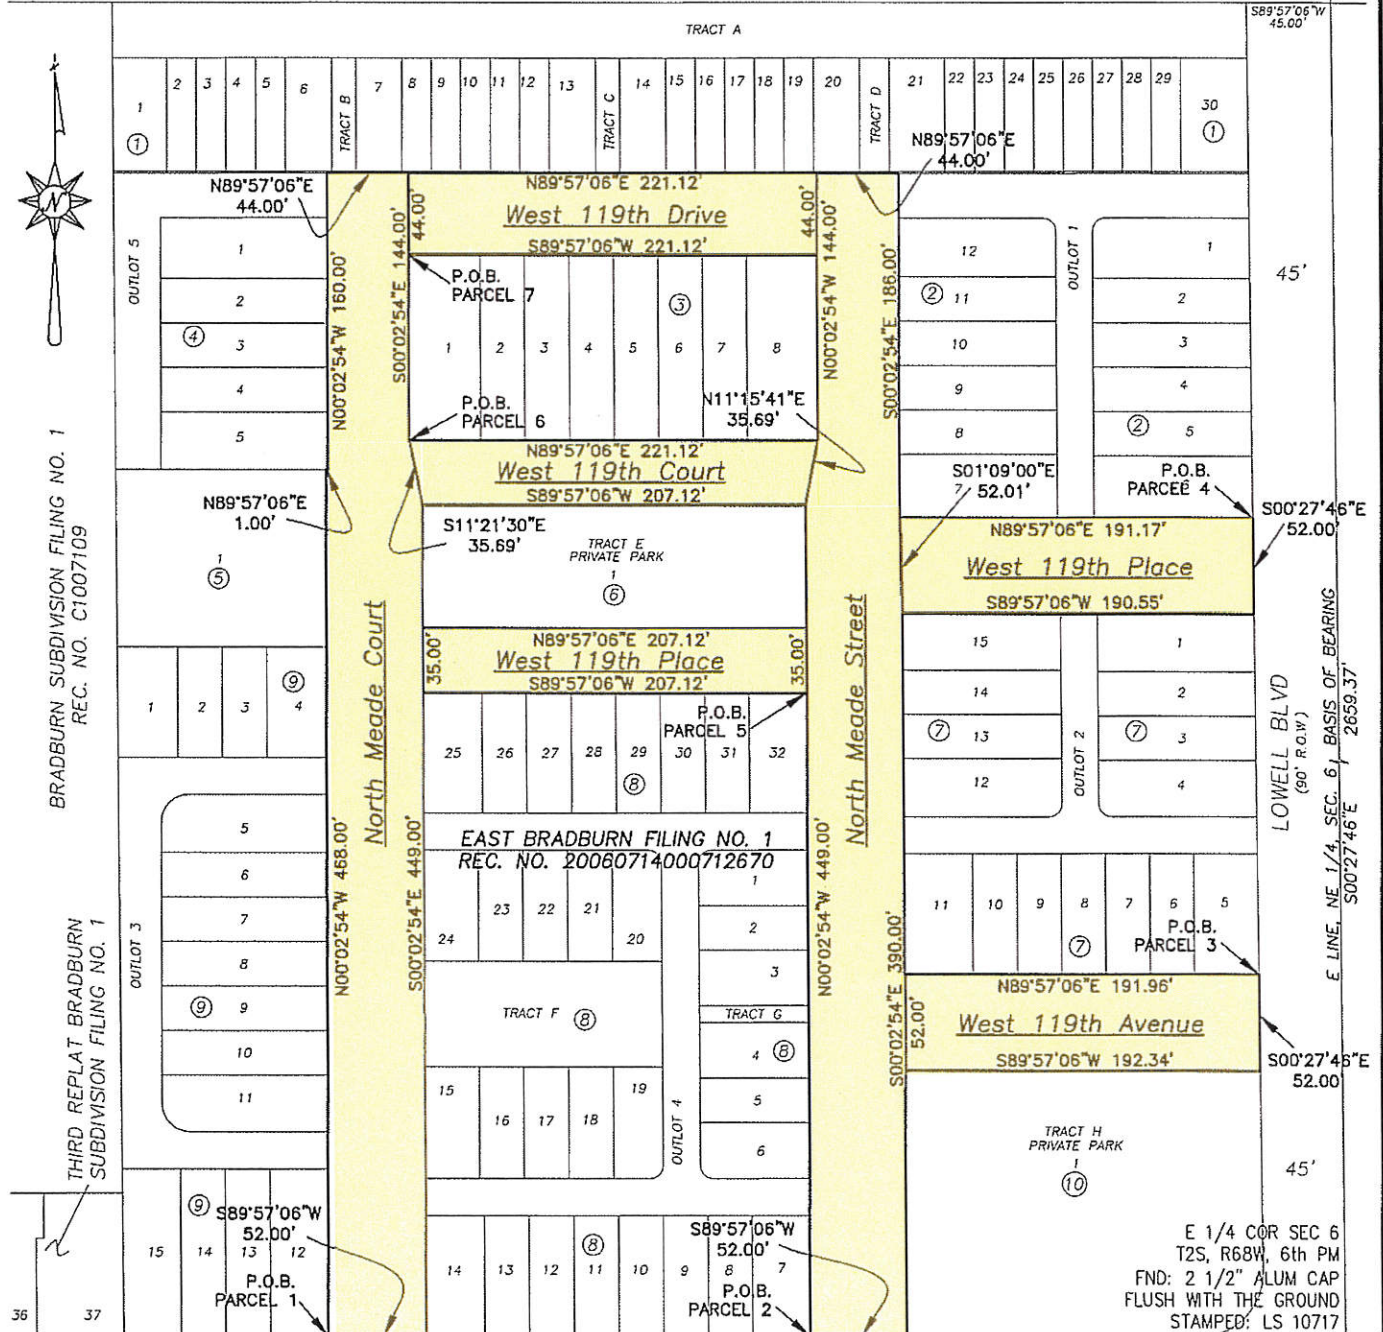 TRACT A
S89°57'06"W
45.00'
1
2
3
4
5
6
TRACT B
7
8
9
10
11
12
13
TRACT C
14
15
16
17
18
19
20
TRACT D
21
22
23
24
25
26
27
28
29
30
1
1
N
N89°57'06"E
44.00'
N89°57'06"E
44.00'
N89°57'06"E 221.12'
West 119th Drive
S89°57'06"W 221.12'
44.00'
44.00'
OUTLOT 5
1
2
4
3
4
5
N00°02'54"W 160.00'
S00°02'54"E 144.00'
P.O.B.
PARCEL 7
3
1
2
3
4
5
6
7
8
P.O.B.
PARCEL 6
N11°15'41"E
35.69'
N00°02'54"W 144.00'
S00°02'54"E 186.00'
OUTLOT 1
12
2
11
10
9
8
7
1
2
3
4
2
5
6
45'
N89°57'06"E 221.12'
West 119th Court
S89°57'06"W 207.12'
S01°09'00"E
52.01'
P.O.B.
PARCEL 4
S00°27'46"E
52.00'
N89°57'06"E
1.00'
1
5
S11°21'30"E
35.69'
TRACT E
PRIVATE PARK
1
6
N89°57'06"E 191.17'
West 119th Place
S89°57'06"W 190.55'
BRADBURN SUBDIVISION FILING NO. 1
REC. NO. C1007109
North Meade Court
North Meade Street
35.00'
N89°57'06"E 207.12'
West 119th Place
S89°57'06"W 207.12'
35.00'
P.O.B.
PARCEL 5
15
14
7
13
12
OUTLOT 2
1
2
7
3
4
LOWELL BLVD
(90' R.O.W)
E LINE, NE 1/4, SEC. 6, BASIS OF BEARING
S00°27'46"E 2659.37'
1
2
3
9
4
25
26
27
28
29
30
31
32
8
EAST BRADBURN FILING NO. 1
REC. NO. 20060714000712670
OUTLOT 3
5
6
7
8
9
9
10
11
N00°02'54"W 468.00'
S00°02'54"E 449.00'
24
23
22
21
20
1
2
3
TRACT F
8
TRACT G
4
8
5
6
15
16
17
18
19
OUTLOT 4
N00°02'54"W 449.00'
S00°02'54"E 390.00'
11
10
9
8
7
6
5
7
P.O.B.
PARCEL 3
N89°57'06"E 191.96'
West 119th Avenue
S89°57'06"W 192.34'
52.00'
S00°27'46"E
52.00'
TRACT H
PRIVATE PARK
1
10
45'
THIRD REPLAT BRADBURN
SUBDIVISION FILING NO. 1
36
37
9
15
14
13
12
S89°57'06"W
52.00'
P.O.B.
PARCEL 1
8
14
13
12
11
10
9
8
7
S89°57'06"W
52.00'
P.O.B.
PARCEL 2
E 1/4 COR SEC 6
T2S, R68W, 6th PM
FND: 2 1/2" ALUM CAP
FLUSH WITH THE GROUND
STAMPED: LS 10717